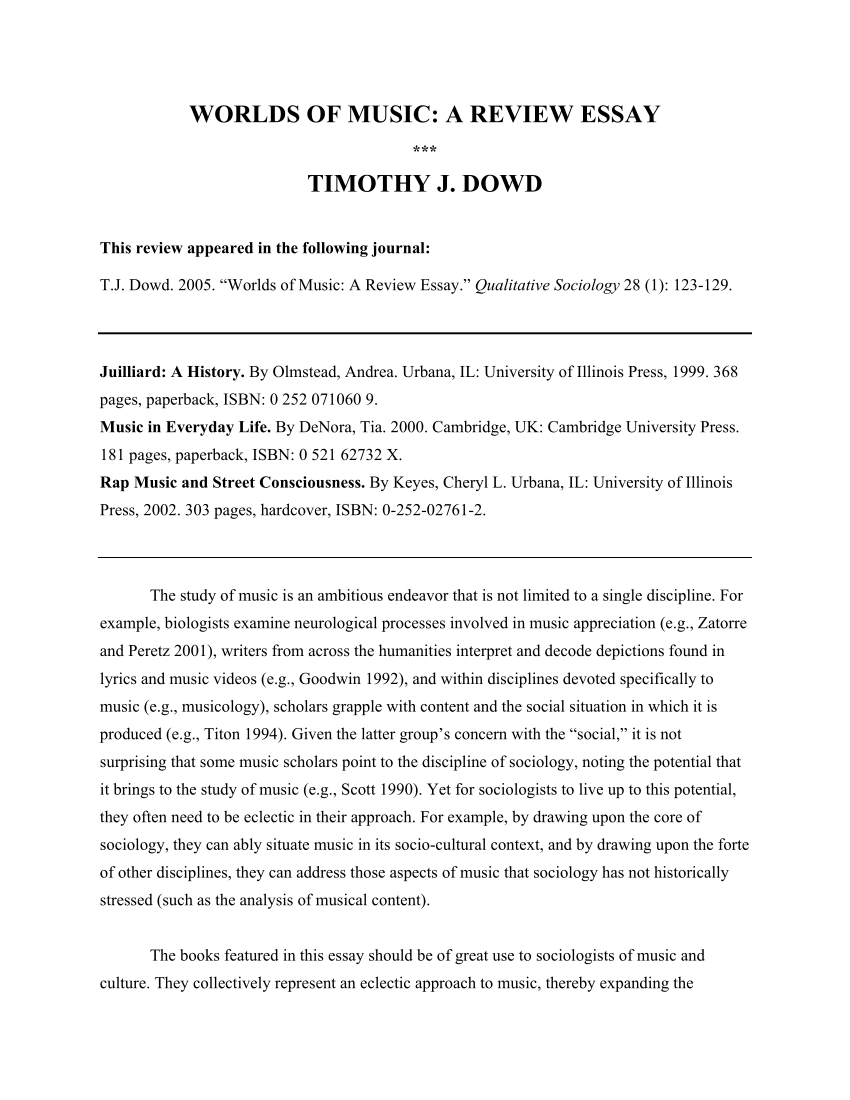 WORLDS OF MUSIC: A REVIEW ESSAY
***
TIMOTHY J. DOWD
This review appeared in the following journal:
T.J. Dowd. 2005. “Worlds of Music: A Review Essay.” Qualitative Sociology 28 (1): 123-129.
Juilliard: A History. By Olmstead, Andrea. Urbana, IL: University of Illinois Press, 1999. 368
pages, paperback, ISBN: 0 252 071060 9.
Music in Everyday Life. By DeNora, Tia. 2000. Cambridge, UK: Cambridge University Press.
181 pages, paperback, ISBN: 0 521 62732 X.
Rap Music and Street Consciousness. By Keyes, Cheryl L. Urbana, IL: University of Illinois
Press, 2002. 303 pages, hardcover, ISBN: 0-252-02761-2.
The study of music is an ambitious endeavor that is not limited to a single discipline. For
example, biologists examine neurological processes involved in music appreciation (e.g., Zatorre
and Peretz 2001), writers from across the humanities interpret and decode depictions found in
lyrics and music videos (e.g., Goodwin 1992), and within disciplines devoted specifically to
music (e.g., musicology), scholars grapple with content and the social situation in which it is
produced (e.g., Titon 1994). Given the latter group’s concern with the “social,” it is not
surprising that some music scholars point to the discipline of sociology, noting the potential that
it brings to the study of music (e.g., Scott 1990). Yet for sociologists to live up to this potential,
they often need to be eclectic in their approach. For example, by drawing upon the core of
sociology, they can ably situate music in its socio-cultural context, and by drawing upon the forte
of other disciplines, they can address those aspects of music that sociology has not historically
stressed (such as the analysis of musical content).
The books featured in this essay should be of great use to sociologists of music and
culture. They collectively represent an eclectic approach to music, thereby expanding the